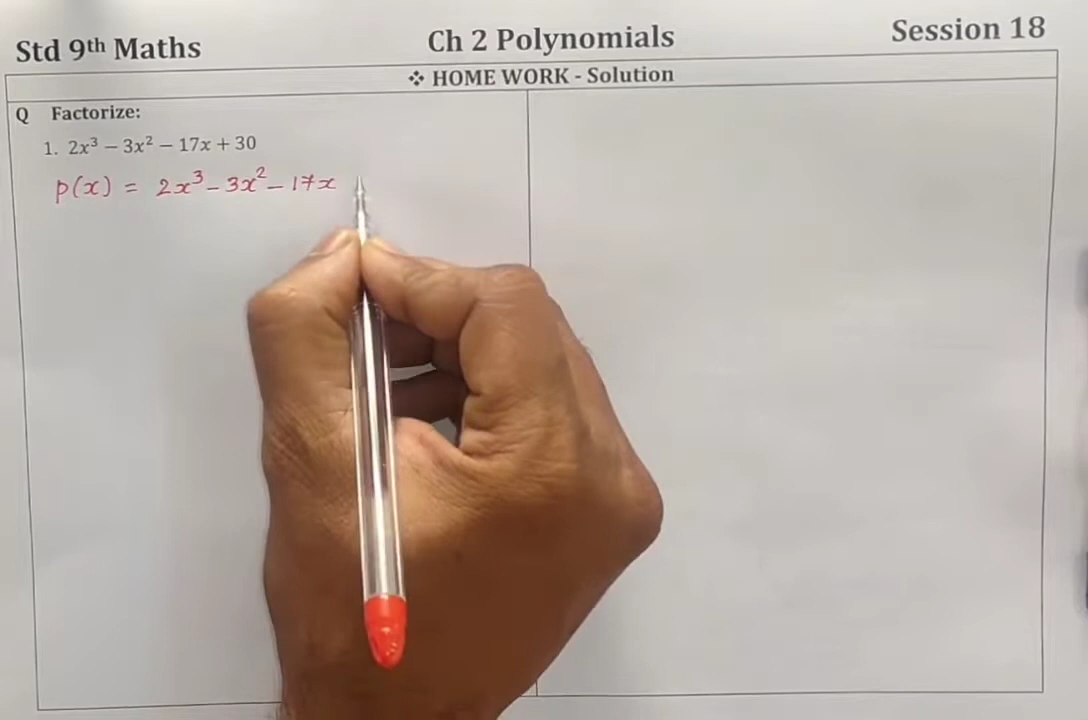 Std 9th Maths Ch 2 Polynomials Session 18
❖ HOME WORK - Solution
Q Factorize:
1. 2x³ – 3x² – 17x + 30
p(x) = 2x³ - 3x² - 17x